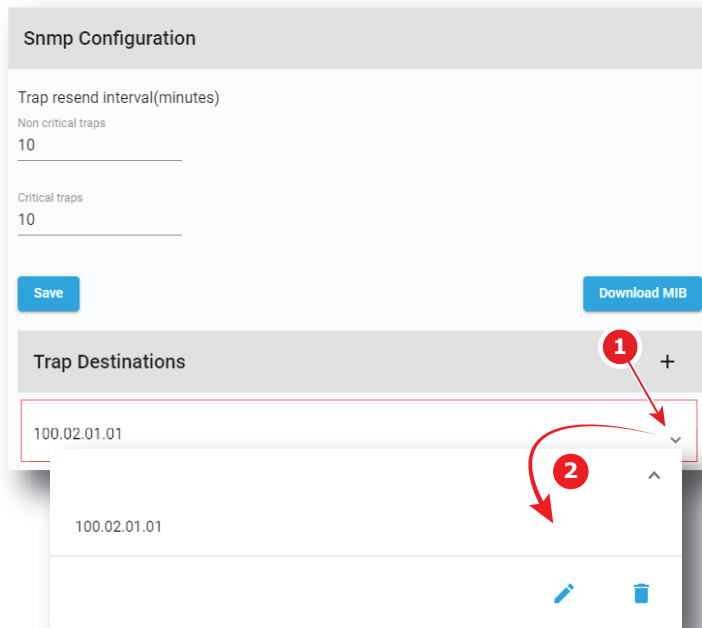 Snmp Configuration
Trap resend interval(minutes)
Non critical traps
10
Critical traps
10
Save
Download MIB
Trap Destinations
1
+
100.02.01.01
2
100.02.01.01